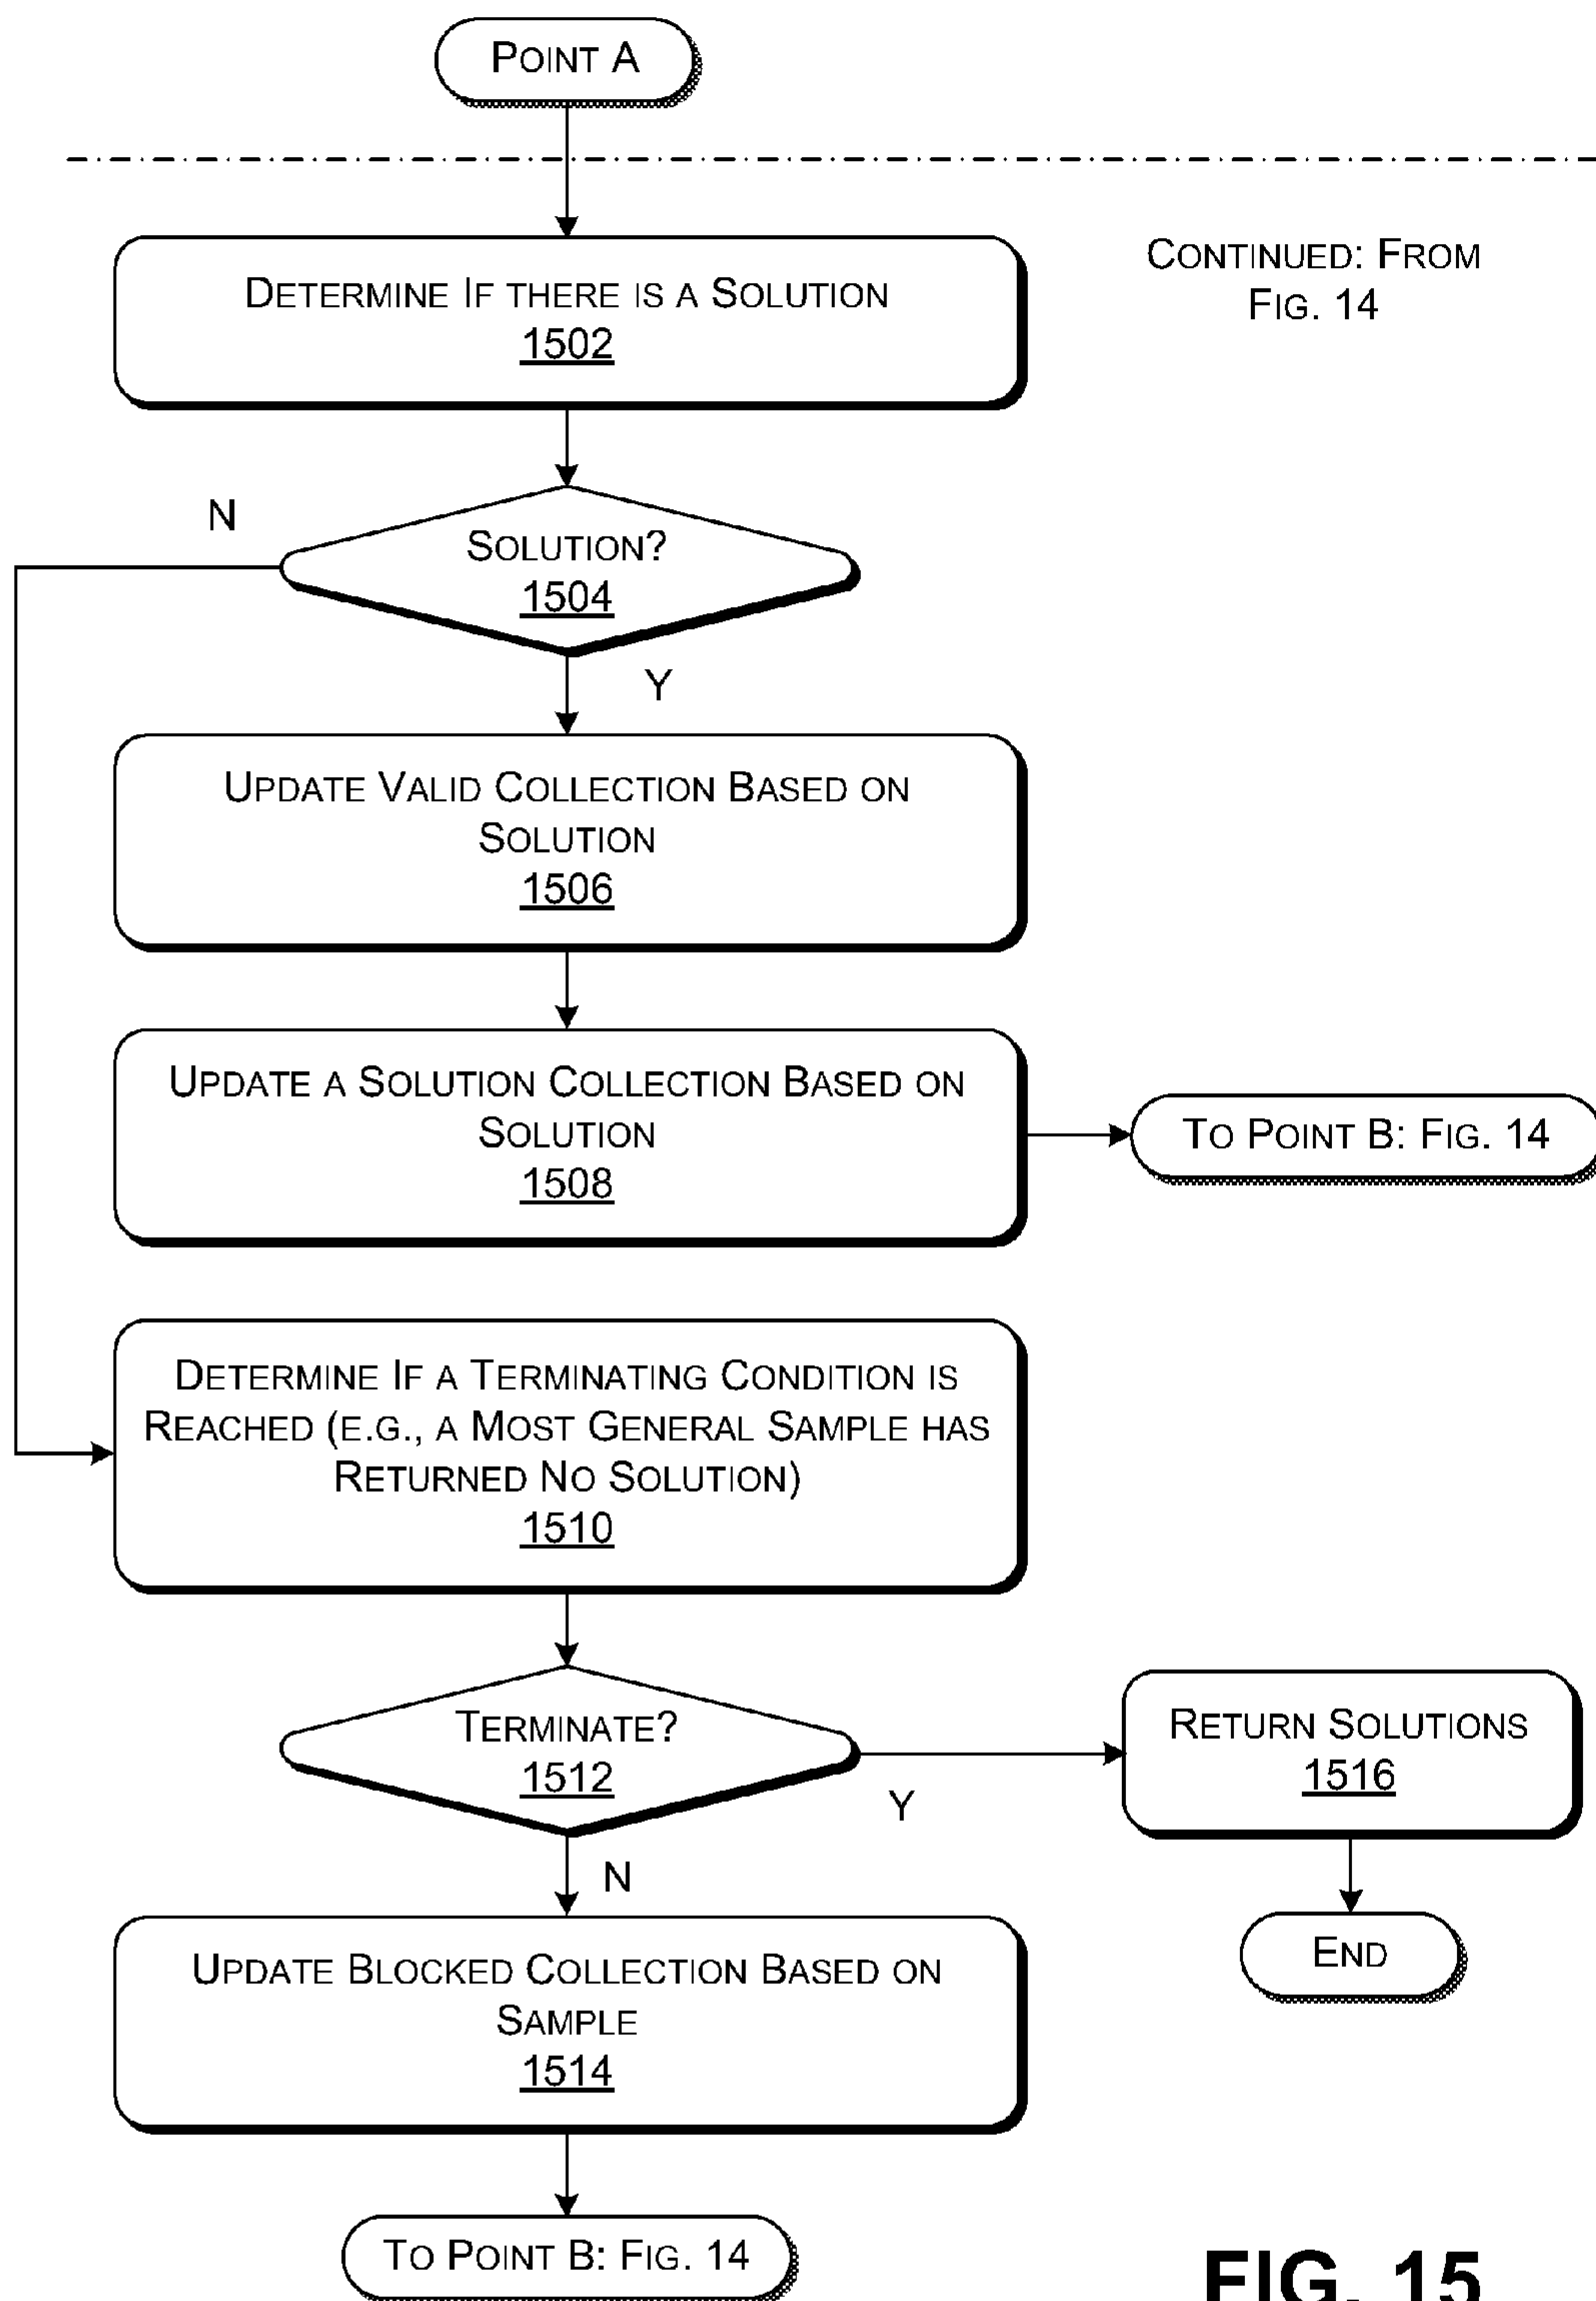 POINT A
CONTINUED: FROM
FIG. 14
DETERMINE IF THERE IS A SOLUTION
1502
N
SOLUTION?
1504
Y
UPDATE VALID COLLECTION BASED ON
SOLUTION
1506
UPDATE A SOLUTION COLLECTION BASED ON
SOLUTION
1508
TO POINT B: FIG. 14
DETERMINE IF A TERMINATING CONDITION IS
REACHED (E.G., A MOST GENERAL SAMPLE HAS
RETURNED NO SOLUTION)
1510
TERMINATE?
1512
Y
RETURN SOLUTIONS
1516
N
END
UPDATE BLOCKED COLLECTION BASED ON
SAMPLE
1514
TO POINT B: FIG. 14
FIG. 15